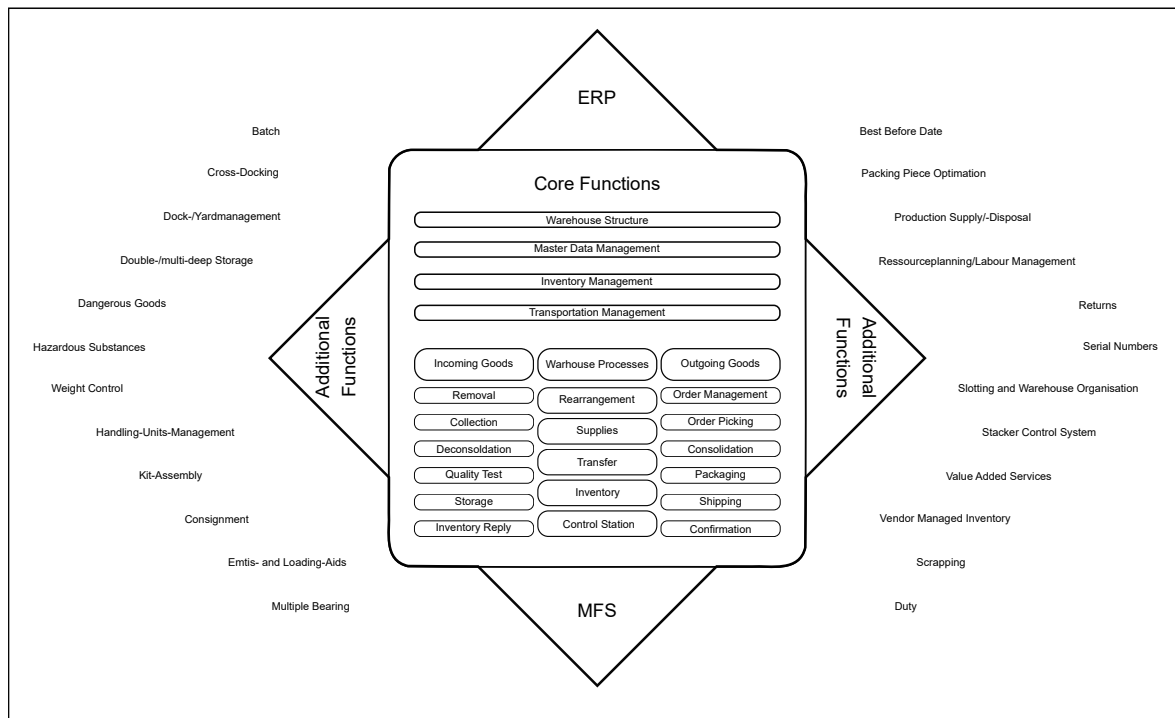 ERP
Batch
Cross-Docking
Dock-/Yardmanagement
Double-/multi-deep Storage
Dangerous Goods
Hazardous Substances
Weight Control
Handling-Units-Management
Kit-Assembly
Consignment
Emtis- and Loading-Aids
Multiple Bearing
Additional
Functions
Core Functions
Warehouse Structure
Master Data Management
Inventory Management
Transportation Management
Incoming Goods
Removal
Collection
Deconsoldation
Quality Test
Storage
Inventory Reply
Warhouse Processes
Rearrangement
Supplies
Transfer
Inventory
Control Station
Outgoing Goods
Order Management
Order Picking
Consolidation
Packaging
Shipping
Confirmation
Additional
Functions
Best Before Date
Packing Piece Optimation
Production Supply/-Disposal
Ressourceplanning/Labour Management
Returns
Serial Numbers
Slotting and Warehouse Organisation
Stacker Control System
Value Added Services
Vendor Managed Inventory
Scrapping
Duty
MFS